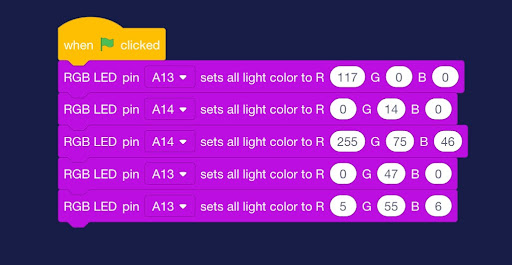 when clicked
RGB LED pin A13 sets all light color to R 117 G 0 B 0
RGB LED pin A14 sets all light color to R 0 G 14 B 0
RGB LED pin A14 sets all light color to R 255 G 75 B 46
RGB LED pin A13 sets all light color to R 0 G 47 B 0
RGB LED pin A13 sets all light color to R 5 G 55 B 6